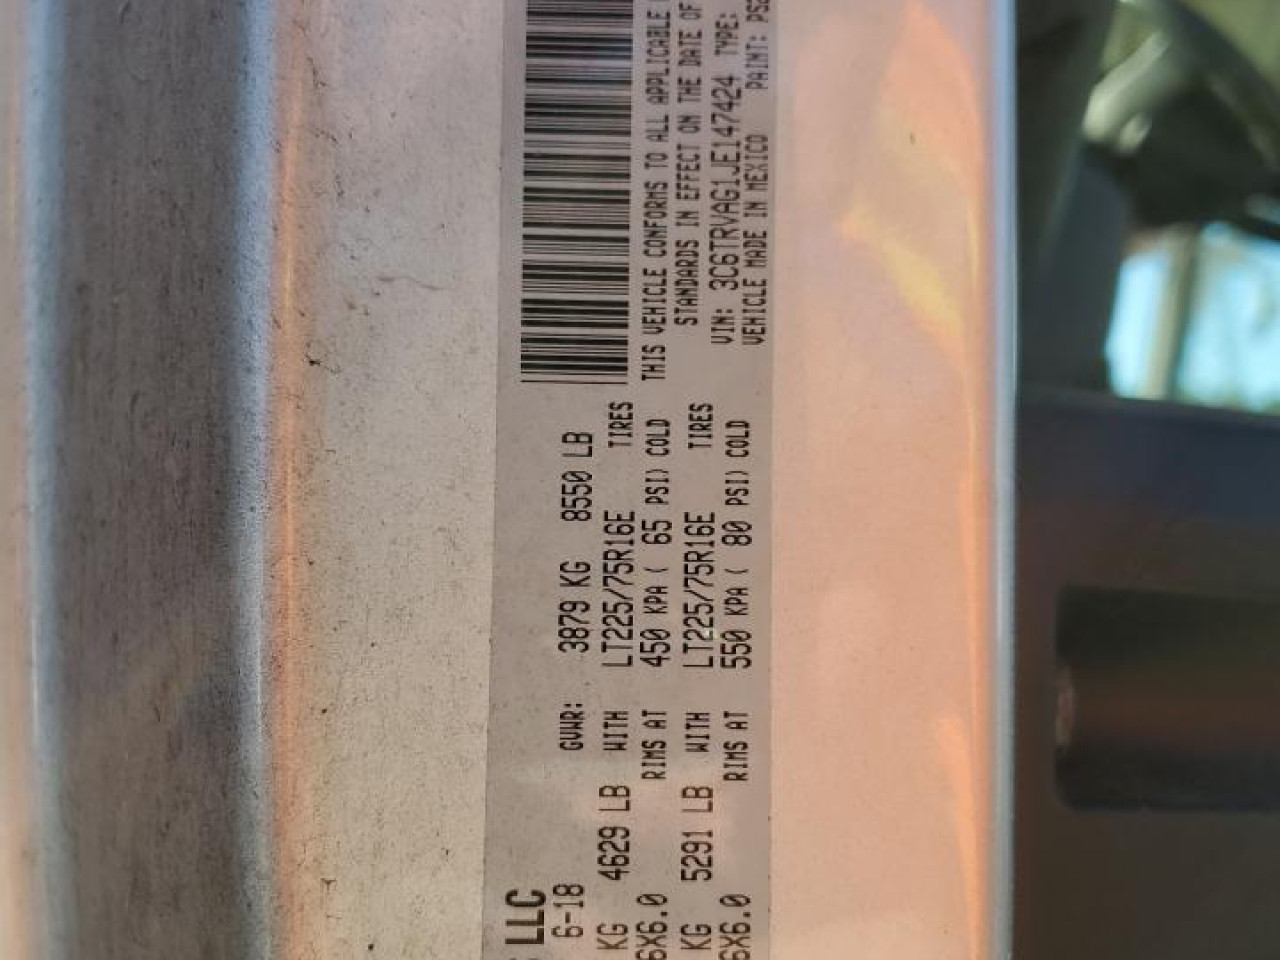 LLC
6-18 GVWR: 3879 KG 8550 LB
KG 4629 LB WITH LT225/75R16E TIRES
6X6.0 RIMS AT 450 KPA ( 65 PSI) COLD
KG 5291 LB WITH LT225/75R16E TIRES
6X6.0 RIMS AT 550 KPA ( 80 PSI) COLD
THIS VEHICLE CONFORMS TO ALL APPLICABLE
STANDARDS IN EFFECT ON THE DATE OF
VIN: 3C6TRVAG1JE147424 TYPE:
VEHICLE MADE IN MEXICO PAINT: